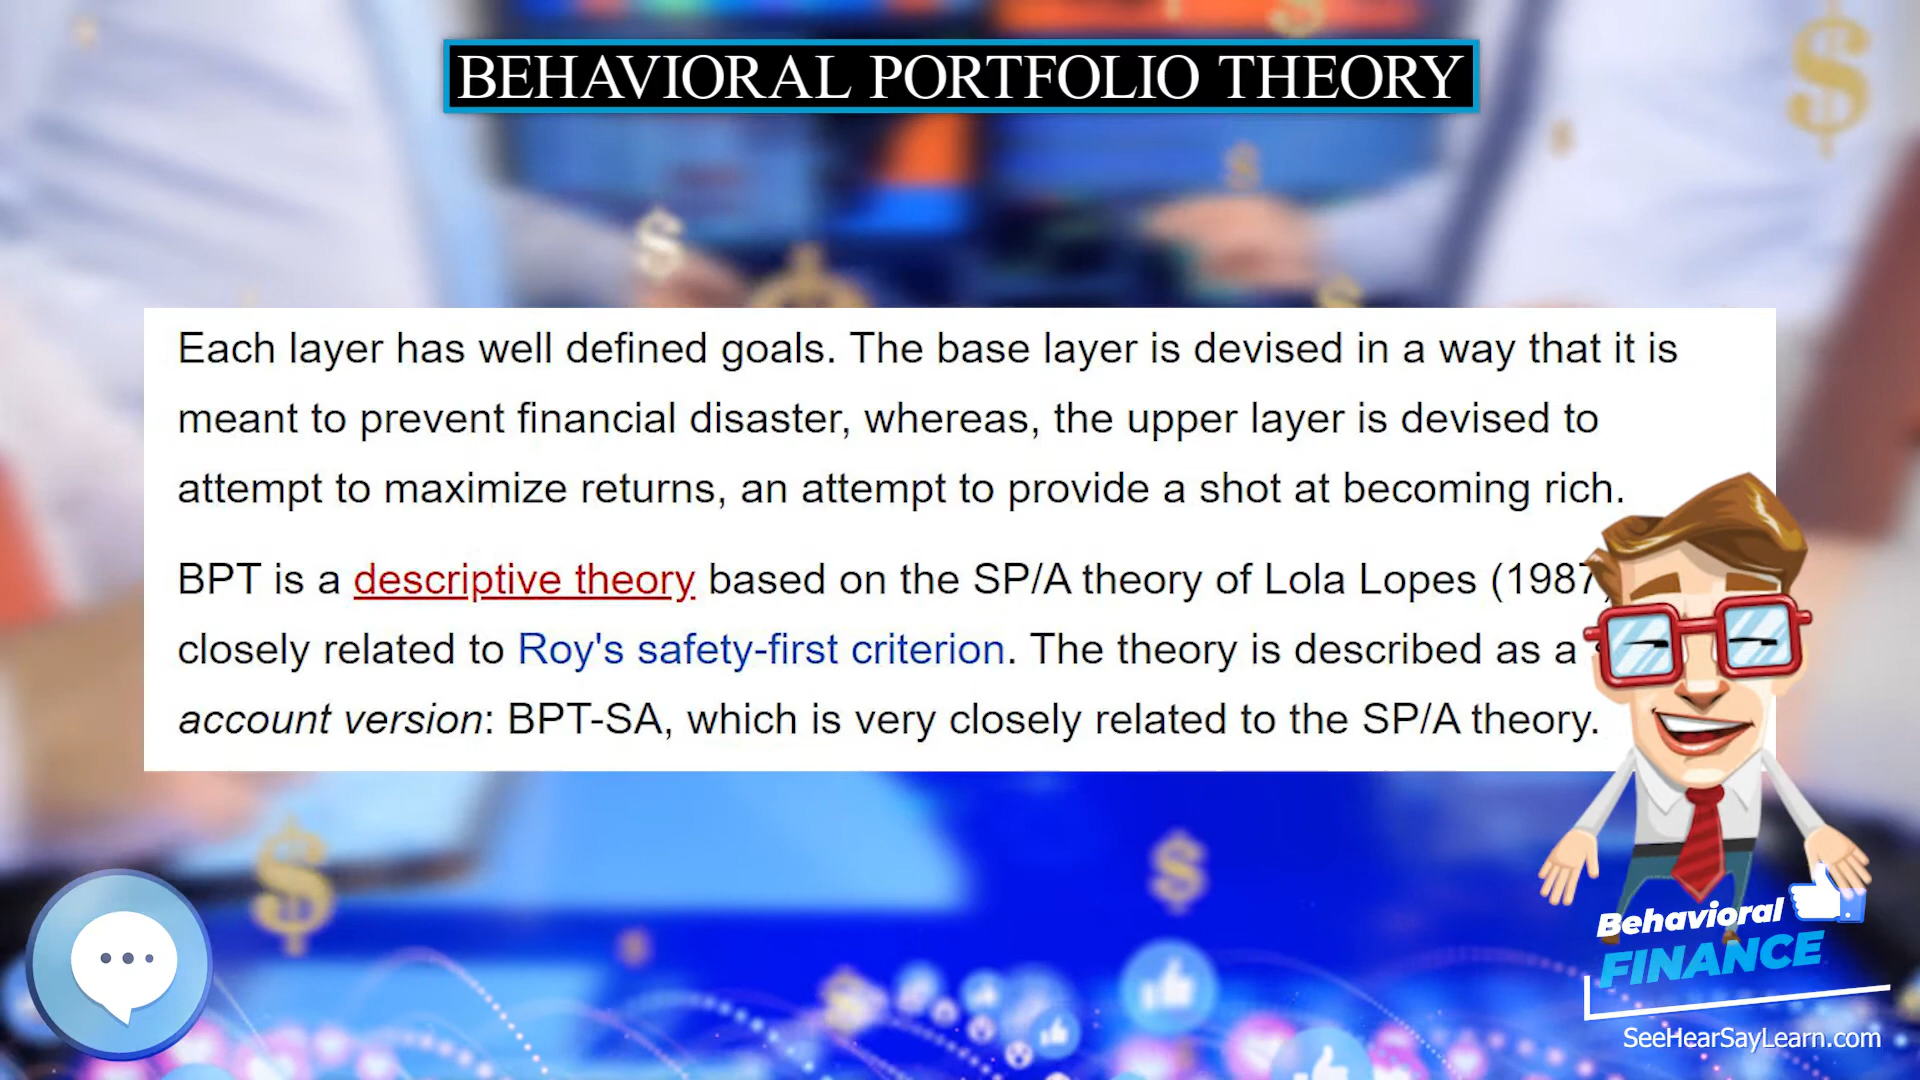 BEHAVIORAL PORTFOLIO THEORY
Each layer has well defined goals. The base layer is devised in a way that it is
meant to prevent financial disaster, whereas, the upper layer is devised to
attempt to maximize returns, an attempt to provide a shot at becoming rich.
BPT is a descriptive theory based on the SP/A theory of Lola Lopes (1987
closely related to Roy's safety-first criterion. The theory is described as a
account version: BPT-SA, which is very closely related to the SP/A theory.
Behavioral
FINANCE
SeeHearSayLearn.com